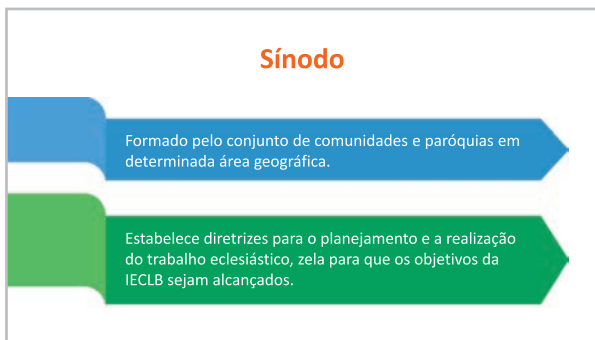 Sínodo
Formado pelo conjunto de comunidades e paróquias em
determinada área geográfica.
Estabelece diretrizes para o planejamento e a realização
do trabalho eclesiástico, zela para que os objetivos da
IECLB sejam alcançados.